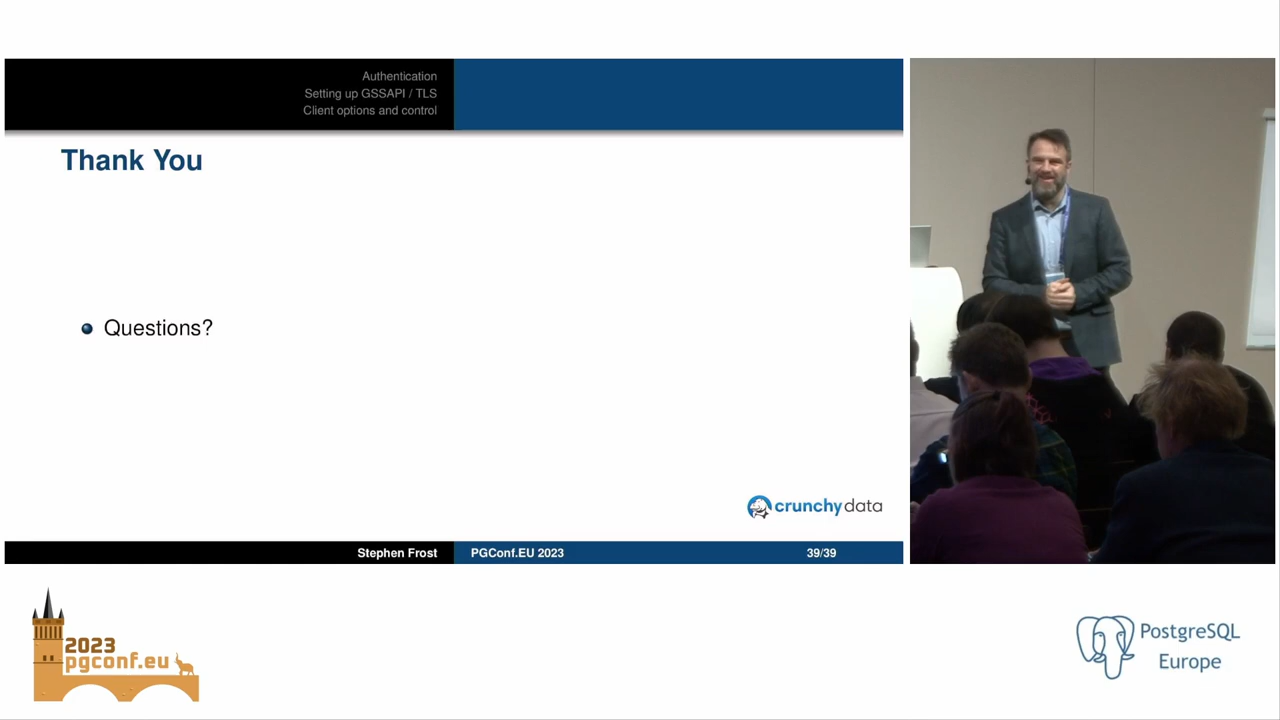 Authentication
Setting up GSSAPI / TLS
Client options and control
Thank You
Questions?
crunchydata
Stephen Frost
PGConf.EU 2023
39/39
2023
pgconf.eu
PostgreSQL
Europe